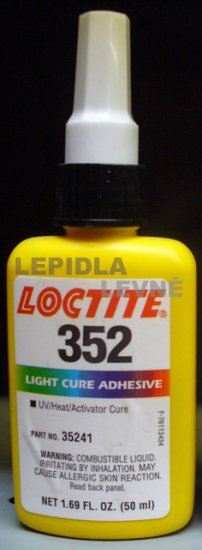 LEPIDLA
LEVNĚ
LOCTITE®
352
LIGHT CURE ADHESIVE
UV/Heat/Activator Cure
PART NO. 35241
WARNING: COMBUSTIBLE LIQUID.
IRRITATING BY INHALATION. MAY
CAUSE ALLERGIC SKIN REACTION.
Read back panel.
NET 1.69 FL. OZ. (50 ml)
F-76113434